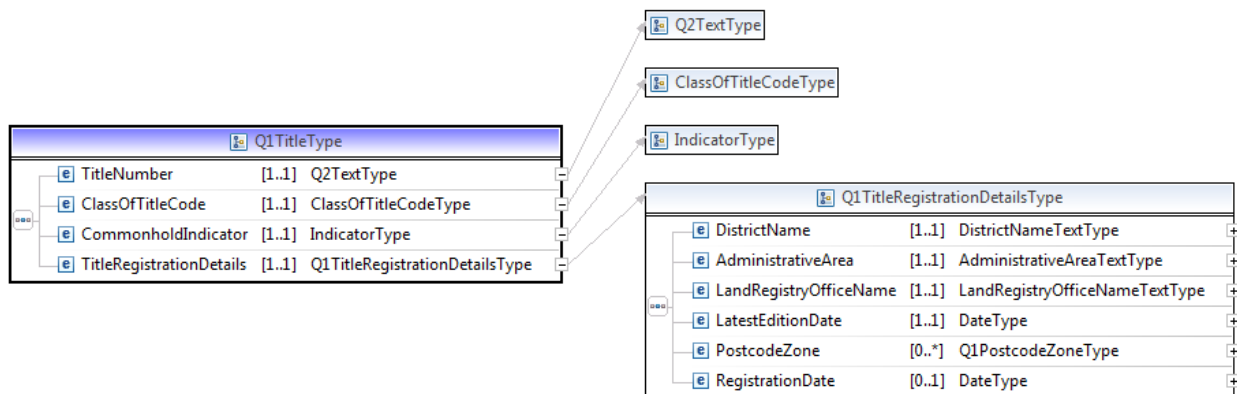 Q2TextType
ClassOfTitleCodeType
IndicatorType
Q1TitleType
e TitleNumber [1..1] Q2TextType
e ClassOfTitleCode [1..1] ClassOfTitleCodeType
e CommonholdIndicator [1..1] IndicatorType
e TitleRegistrationDetails [1..1] Q1TitleRegistrationDetailsType
Q1TitleRegistrationDetailsType
e DistrictName [1..1] DistrictNameTextType
e AdministrativeArea [1..1] AdministrativeAreaTextType
e LandRegistryOfficeName [1..1] LandRegistryOfficeNameTextType
e LatestEditionDate [1..1] DateType
e PostcodeZone [0..*] Q1PostcodeZoneType
e RegistrationDate [0..1] DateType